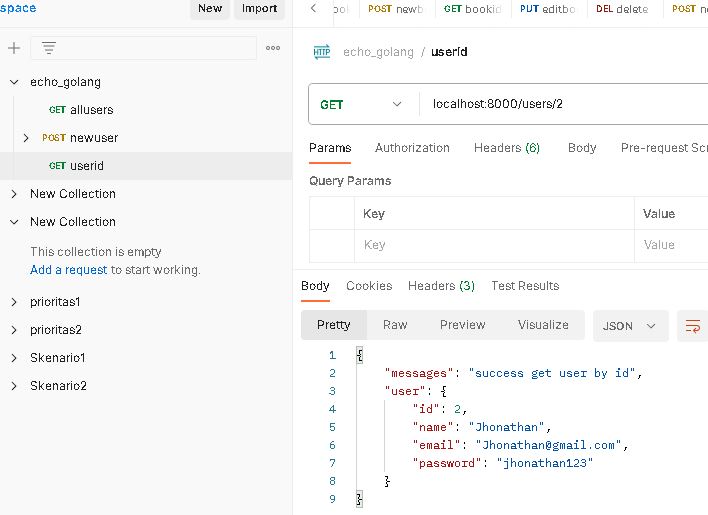 space New Import
POST newb GET bookid PUT editbo DEL delete POST
echo_golang
GET allusers
POST newuser
GET userid
New Collection
New Collection
This collection is empty
Add a request to start working.
prioritas1
prioritas2
Skenario1
Skenario2
HTTP echo_golang / userid
GET localhost:8000/users/2
Params Authorization Headers (6) Body Pre-request Scr
Query Params
Key Value
Key Value
Body Cookies Headers (3) Test Results
Pretty Raw Preview Visualize JSON
1 {
2 "messages": "success get user by id",
3 "user": {
4 "id": 2,
5 "name": "Jhonathan",
6 "email": "Jhonathan@gmail.com",
7 "password": "jhonathan123"
8 }
9 }